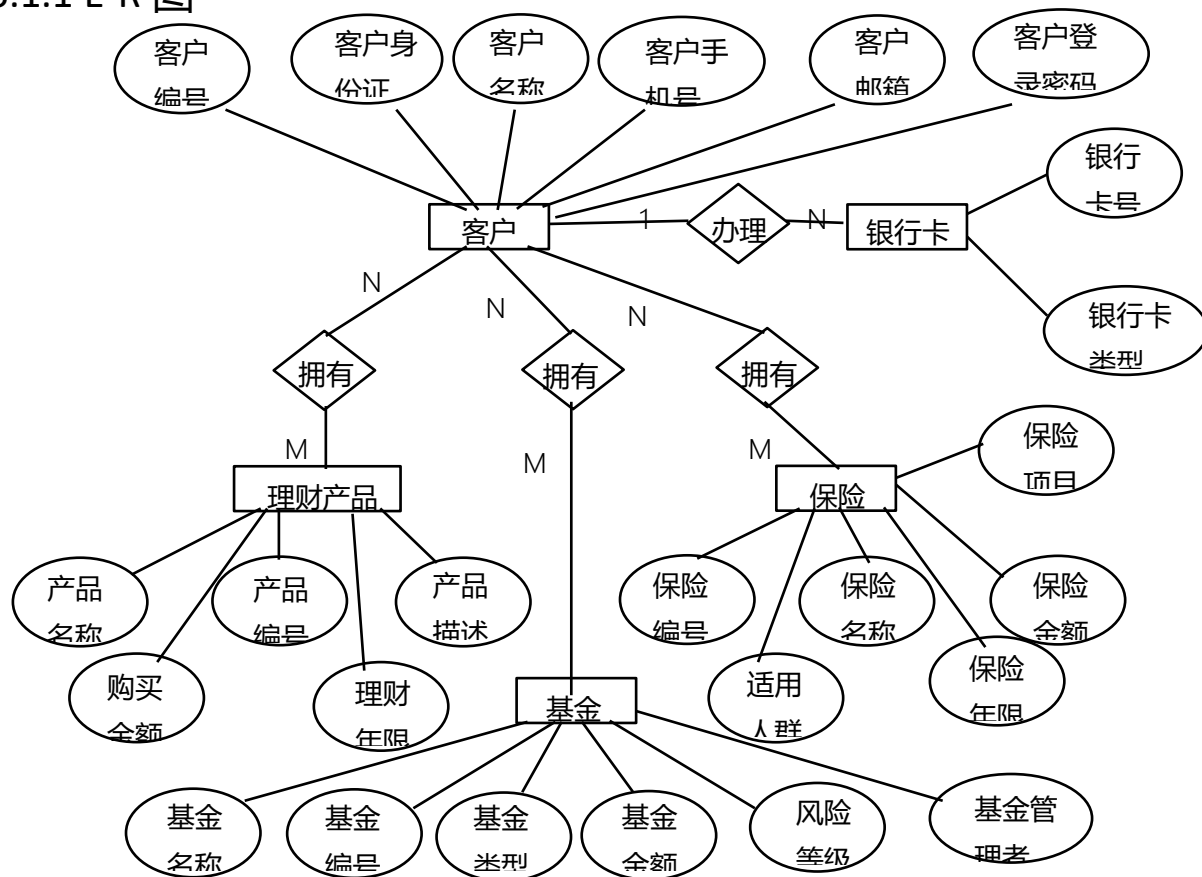 3.1.1 E-R 图
客户
编号
客户身
份证
客户
名称
客户手
机号
客户
邮箱
客户登
录密码
银行
卡号
客户
1
办理
N
银行卡
银行卡
类型
N
N
N
拥有
拥有
拥有
M
M
M
保险
项目
理财产品
保险
产品
名称
产品
编号
产品
描述
保险
编号
保险
名称
保险
金额
购买
金额
理财
年限
基金
适用
人群
保险
年限
基金
名称
基金
编号
基金
类型
基金
金额
风险
等级
基金管
理者